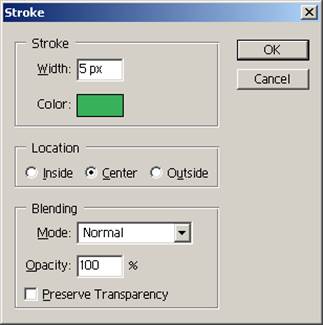 Stroke
Stroke
OK
Width: 5 px
Cancel
Color:
Location
Inside Center Outside
Blending
Mode: Normal
Opacity: 100 %
Preserve Transparency